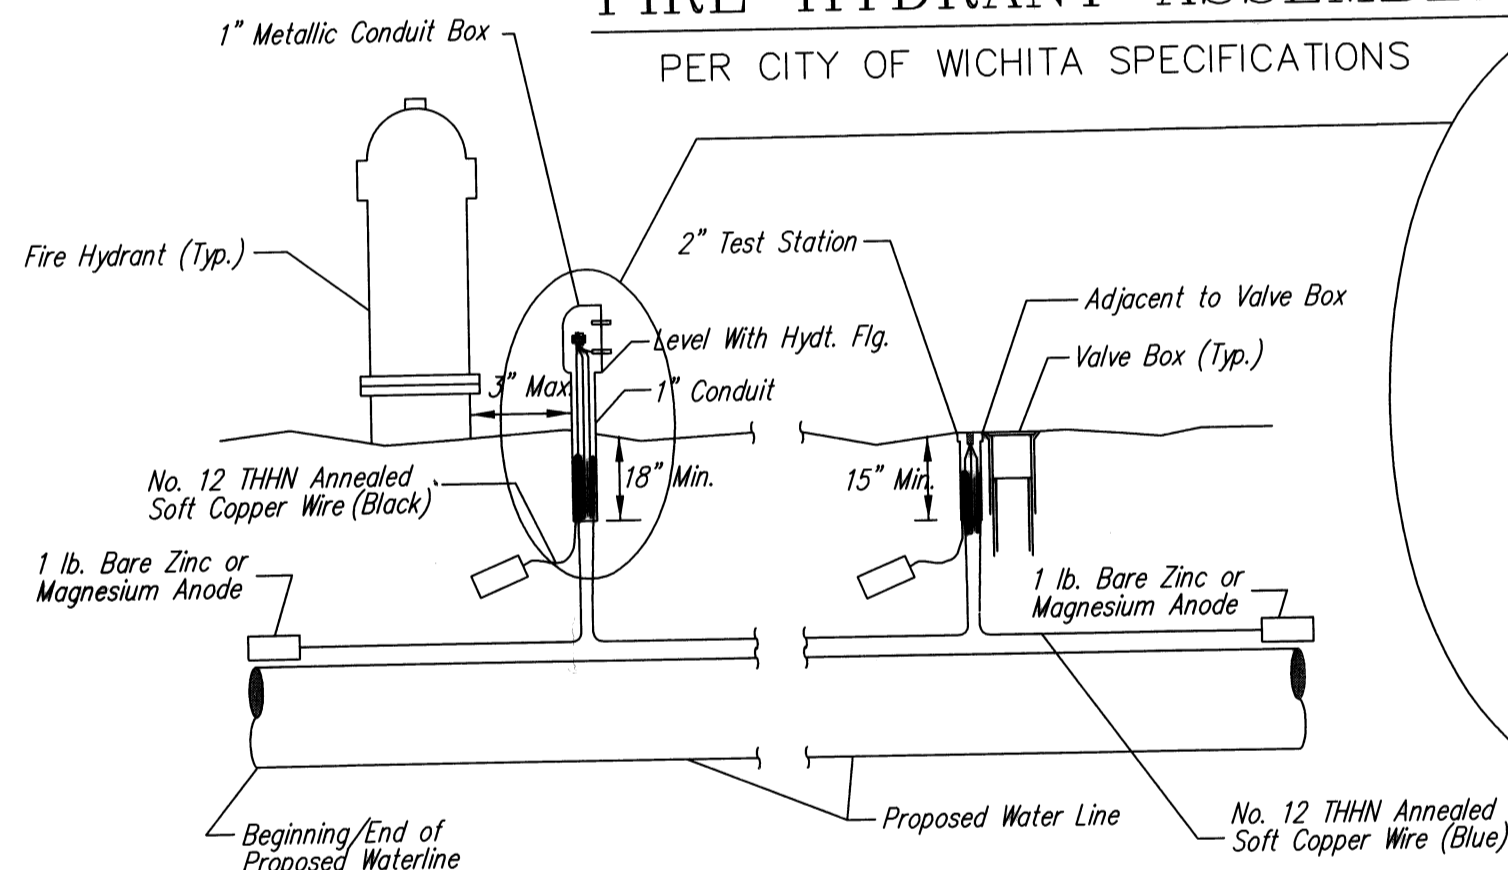 FIRE HYDRANT
PER CITY OF WICHITA SPECIFICATIONS
1" Metallic Conduit Box
Fire Hydrant (Typ.)
2" Test Station
Adjacent to Valve Box
Level With Hydt. Flg.
Valve Box (Typ.)
3" Max.
1" Conduit
No. 12 THHN Annealed
Soft Copper Wire (Black)
18" Min.
15" Min.
1 lb. Bare Zinc or
Magnesium Anode
1 lb. Bare Zinc or
Magnesium Anode
Beginning/End of
Proposed Waterline
Proposed Water Line
No. 12 THHN Annealed
Soft Copper Wire (Blue)